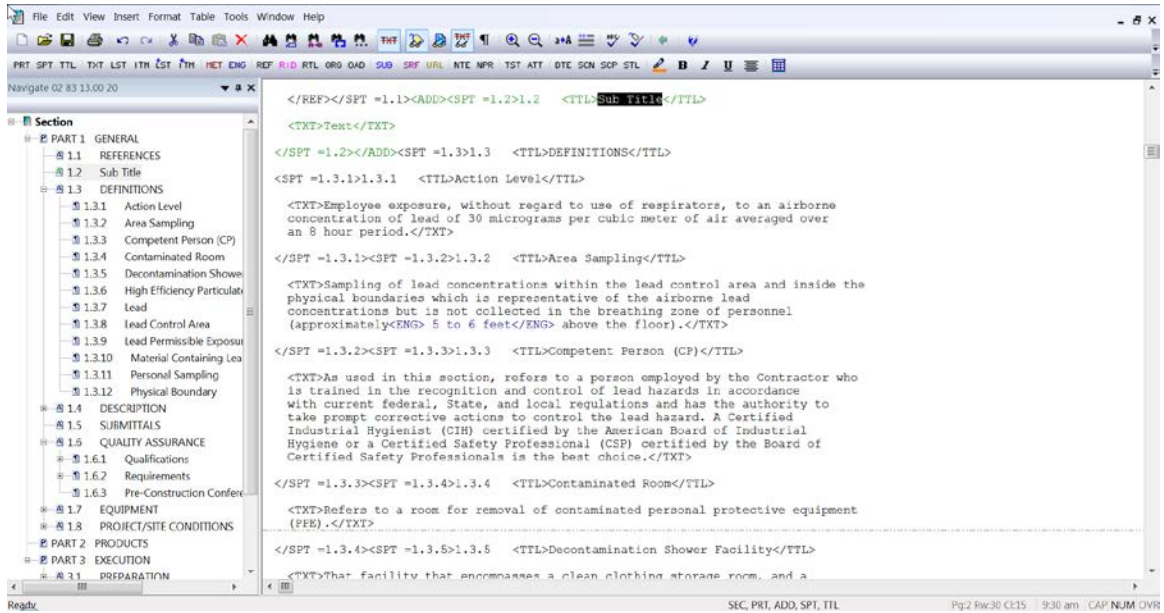 File Edit View Insert Format Table Tools Window Help
PRT SPT TTL TXT LST ITM LST ITM MET ENG REF RID RTL ORG OAD SUB SRF URL NTE NPR TST ATT DTE SCN SCP STL B I U
Navigate 02 83 13.00 20
Section
PART 1 GENERAL
1.1 REFERENCES
1.2 Sub Title
1.3 DEFINITIONS
1.3.1 Action Level
1.3.2 Area Sampling
1.3.3 Competent Person (CP)
1.3.4 Contaminated Room
1.3.5 Decontamination Showe
1.3.6 High Efficiency Particulat
1.3.7 Lead
1.3.8 Lead Control Area
1.3.9 Lead Permissible Exposur
1.3.10 Material Containing Lea
1.3.11 Personal Sampling
1.3.12 Physical Boundary
1.4 DESCRIPTION
1.5 SUBMITTALS
1.6 QUALITY ASSURANCE
1.6.1 Qualifications
1.6.2 Requirements
1.6.3 Pre-Construction Confere
1.7 EQUIPMENT
1.8 PROJECT/SITE CONDITIONS
PART 2 PRODUCTS
PART 3 EXECUTION
3.1 PREPARATION
</REF></SPT =1.1><ADD><SPT =1.2>1.2 <TTL>Sub Title</TTL>
<TXT>Text</TXT>
</SPT =1.2></ADD><SPT =1.3>1.3 <TTL>DEFINITIONS</TTL>
<SPT =1.3.1>1.3.1 <TTL>Action Level</TTL>
<TXT>Employee exposure, without regard to use of respirators, to an airborne
concentration of lead of 30 micrograms per cubic meter of air averaged over
an 8 hour period.</TXT>
</SPT =1.3.1><SPT =1.3.2>1.3.2 <TTL>Area Sampling</TTL>
<TXT>Sampling of lead concentrations within the lead control area and inside the
physical boundaries which is representative of the airborne lead
concentrations but is not collected in the breathing zone of personnel
(approximately<ENG> 5 to 6 feet</ENG> above the floor).</TXT>
</SPT =1.3.2><SPT =1.3.3>1.3.3 <TTL>Competent Person (CP)</TTL>
<TXT>As used in this section, refers to a person employed by the Contractor who
is trained in the recognition and control of lead hazards in accordance
with current federal, State, and local regulations and has the authority to
take prompt corrective actions to control the lead hazard. A Certified
Industrial Hygienist (CIH) certified by the American Board of Industrial
Hygiene or a Certified Safety Professional (CSP) certified by the Board of
Certified Safety Professionals is the best choice.</TXT>
</SPT =1.3.3><SPT =1.3.4>1.3.4 <TTL>Contaminated Room</TTL>
<TXT>Refers to a room for removal of contaminated personal protective equipment
(PPE).</TXT>
</SPT =1.3.4><SPT =1.3.5>1.3.5 <TTL>Decontamination Shower Facility</TTL>
<TXT>That facility that encompasses a clean clothing storage room, and a
Ready SEC, PRT, ADD, SPT, TTL Pg:2 Rw:30 Cl:15 9:30 am CAP NUM OVR